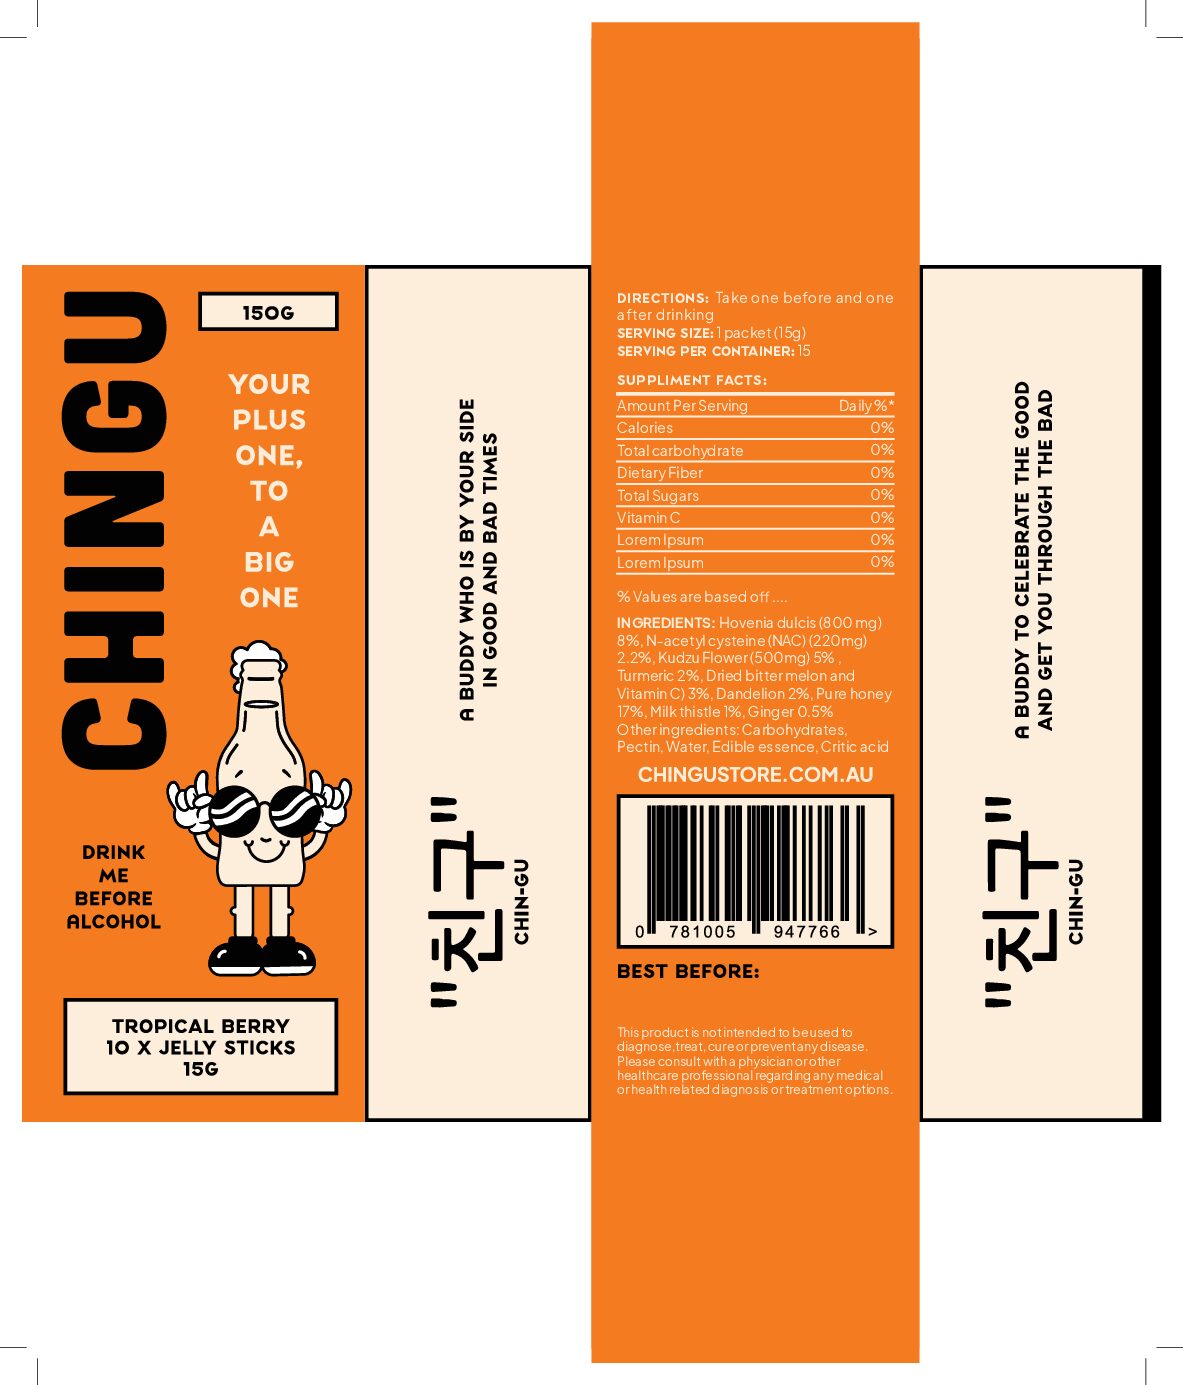 CHINGU
150G
YOUR
PLUS
ONE,
TO
A
BIG
ONE
DRINK
ME
BEFORE
ALCOHOL
TROPICAL BERRY
10 X JELLY STICKS
15G
A BUDDY WHO IS BY YOUR SIDE
IN GOOD AND BAD TIMES
"친구"
CHIN-GU
DIRECTIONS: Take one before and one
after drinking
SERVING SIZE: 1 packet (15g)
SERVING PER CONTAINER: 15
SUPPLIMENT FACTS:
Amount Per Serving Daily %*
Calories 0%
Total carbohydrate 0%
Dietary Fiber 0%
Total Sugars 0%
Vitamin C 0%
Lorem Ipsum 0%
Lorem Ipsum 0%
% Values are based off ....
INGREDIENTS: Hovenia dulcis (800 mg)
8%, N-acetyl cysteine (NAC) (220mg)
2.2%, Kudzu Flower (500mg) 5% ,
Turmeric 2%, Dried bitter melon and
Vitamin C) 3%, Dandelion 2%, Pure honey
17%, Milk thistle 1%, Ginger 0.5%
Other ingredients: Carbohydrates,
Pectin, Water, Edible essence, Critic acid
CHINGUSTORE.COM.AU
0 781005 947766 >
BEST BEFORE:
This product is not intended to be used to
diagnose, treat, cure or prevent any disease.
Please consult with a physician or other
healthcare professional regarding any medical
or health related diagnosis or treatment options.
A BUDDY TO CELEBRATE THE GOOD
AND GET YOU THROUGH THE BAD
"친구"
CHIN-GU